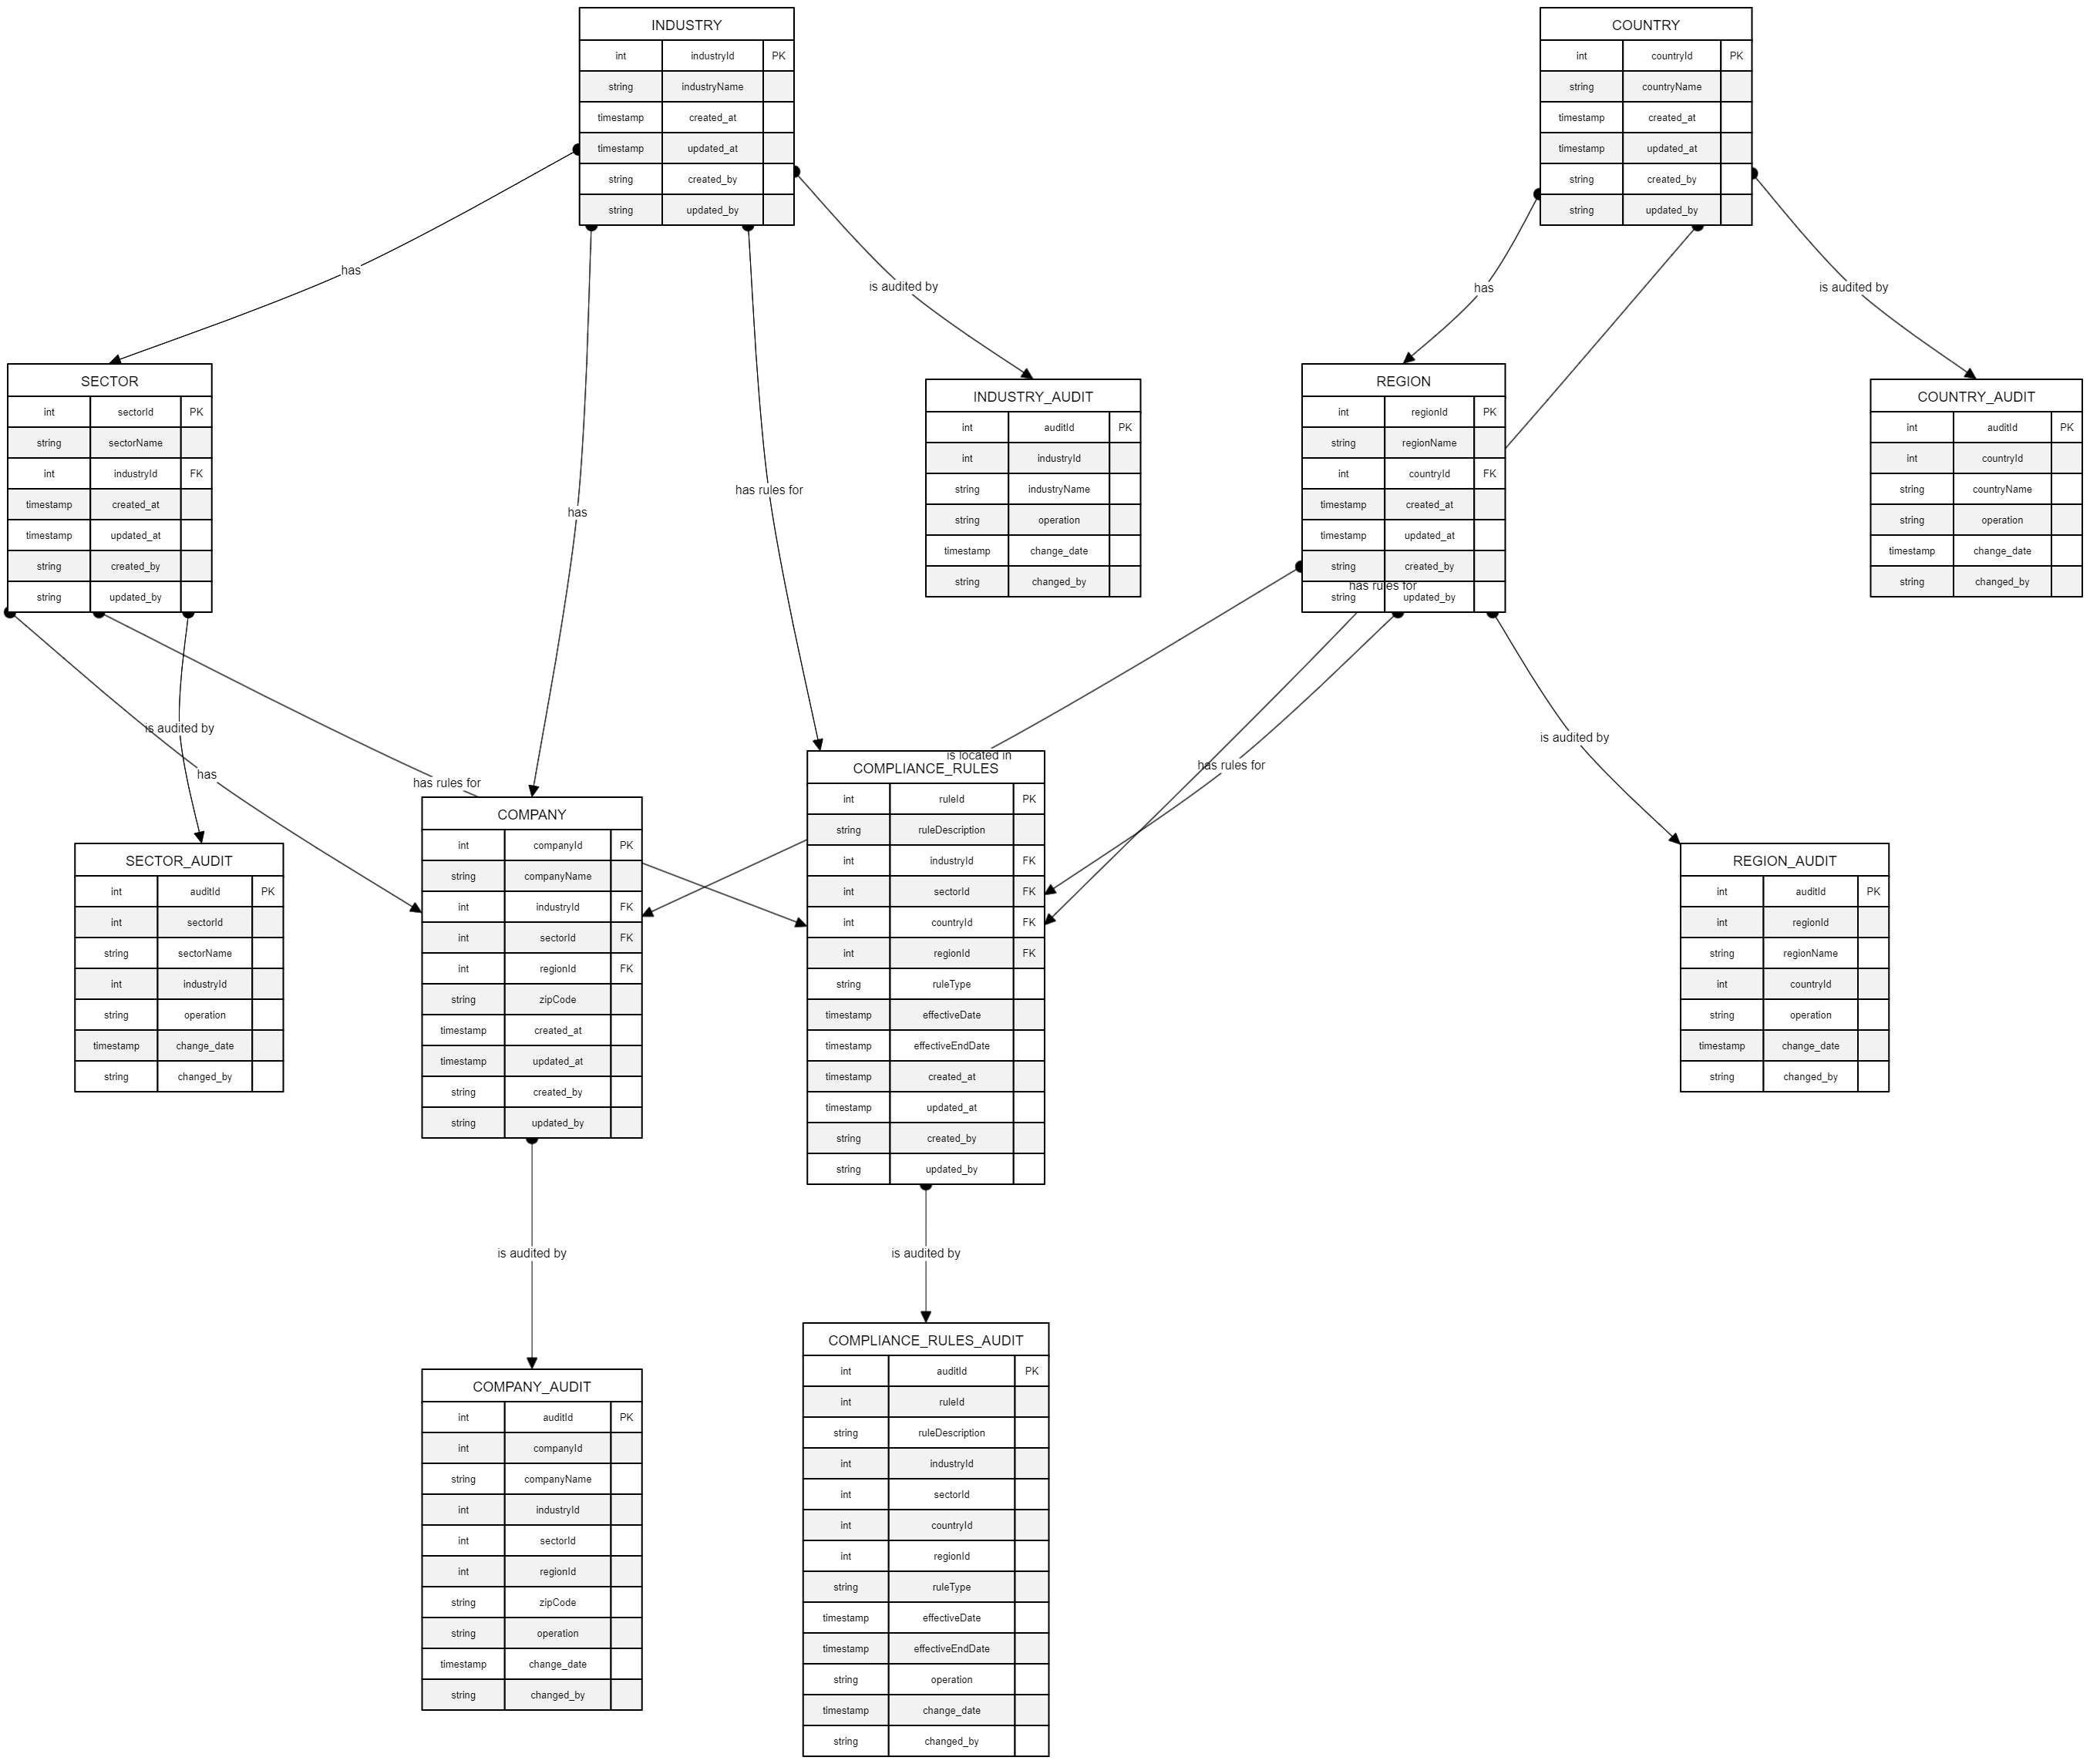 INDUSTRY
int industryId PK
string industryName
timestamp created_at
timestamp updated_at
string created_by
string updated_by
COUNTRY
int countryId PK
string countryName
timestamp created_at
timestamp updated_at
string created_by
string updated_by
has
is audited by
has
is audited by
SECTOR
int sectorId PK
string sectorName
int industryId FK
timestamp created_at
timestamp updated_at
string created_by
string updated_by
has
has rules for
INDUSTRY_AUDIT
int auditId PK
int industryId
string industryName
string operation
timestamp change_date
string changed_by
REGION
int regionId PK
string regionName
int countryId FK
timestamp created_at
timestamp updated_at
string created_by
has rules for
string updated_by
COUNTRY_AUDIT
int auditId PK
int countryId
string countryName
string operation
timestamp change_date
string changed_by
is audited by
has
has rules for
is located in
has rules for
is audited by
SECTOR_AUDIT
int auditId PK
int sectorId
string sectorName
int industryId
string operation
timestamp change_date
string changed_by
COMPANY
int companyId PK
string companyName
int industryId FK
int sectorId FK
int regionId FK
string zipCode
timestamp created_at
timestamp updated_at
string created_by
string updated_by
COMPLIANCE_RULES
int ruleId PK
string ruleDescription
int industryId FK
int sectorId FK
int countryId FK
int regionId FK
string ruleType
timestamp effectiveDate
timestamp effectiveEndDate
timestamp created_at
timestamp updated_at
string created_by
string updated_by
REGION_AUDIT
int auditId PK
int regionId
string regionName
int countryId
string operation
timestamp change_date
string changed_by
is audited by
is audited by
COMPANY_AUDIT
int auditId PK
int companyId
string companyName
int industryId
int sectorId
int regionId
string zipCode
string operation
timestamp change_date
string changed_by
COMPLIANCE_RULES_AUDIT
int auditId PK
int ruleId
string ruleDescription
int industryId
int sectorId
int countryId
int regionId
string ruleType
timestamp effectiveDate
timestamp effectiveEndDate
string operation
timestamp change_date
string changed_by